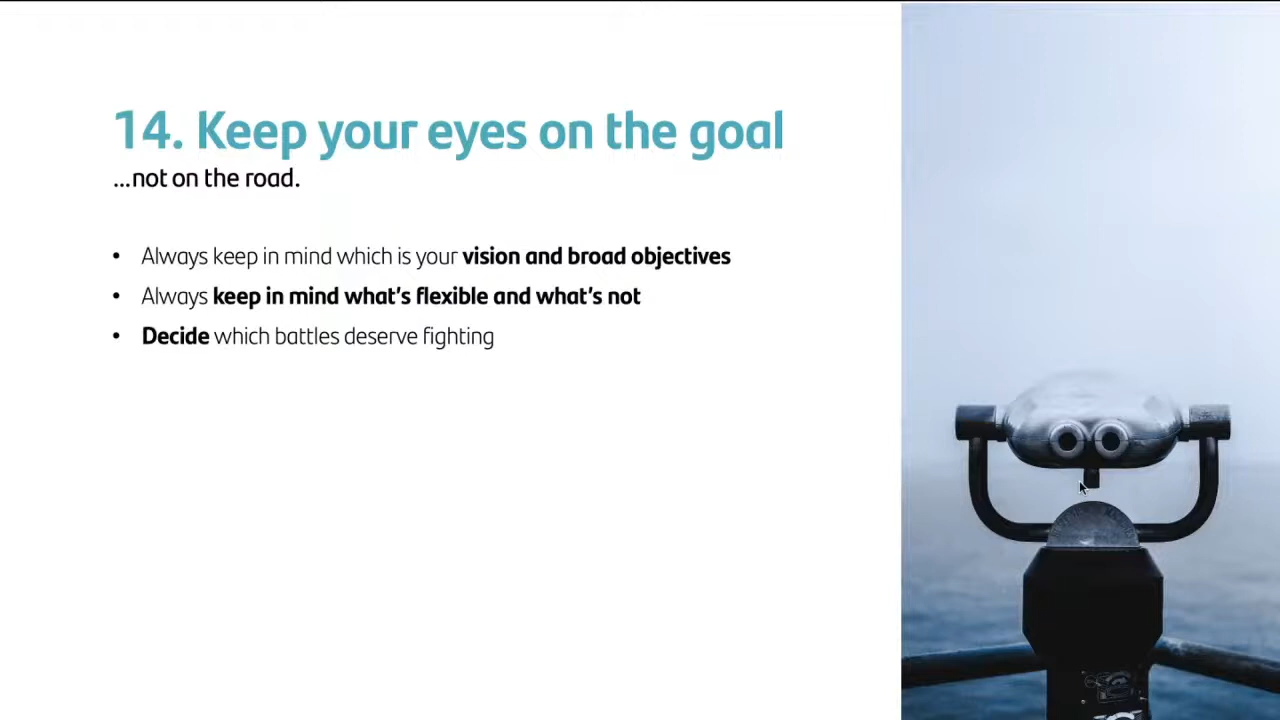 14. Keep your eyes on the goal
...not on the road.
• Always keep in mind which is your vision and broad objectives
• Always keep in mind what's flexible and what's not
• Decide which battles deserve fighting